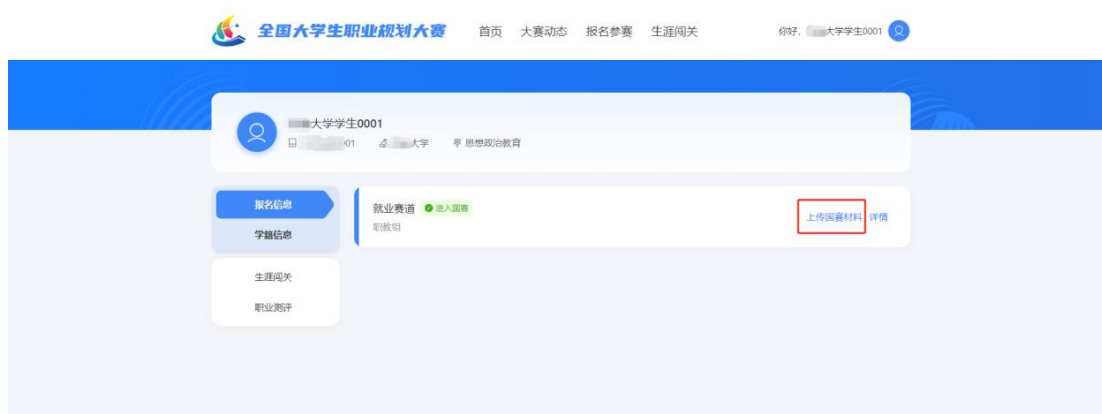 全国大学生职业规划大赛 首页 大赛动态 报名参赛 生涯闯关 你好, 大学学生0001
大学学生0001
01 大学 思想政治教育
报名信息
学籍信息
生涯闯关
职业测评
就业赛道 进入国赛
职教组
上传国赛材料 详情